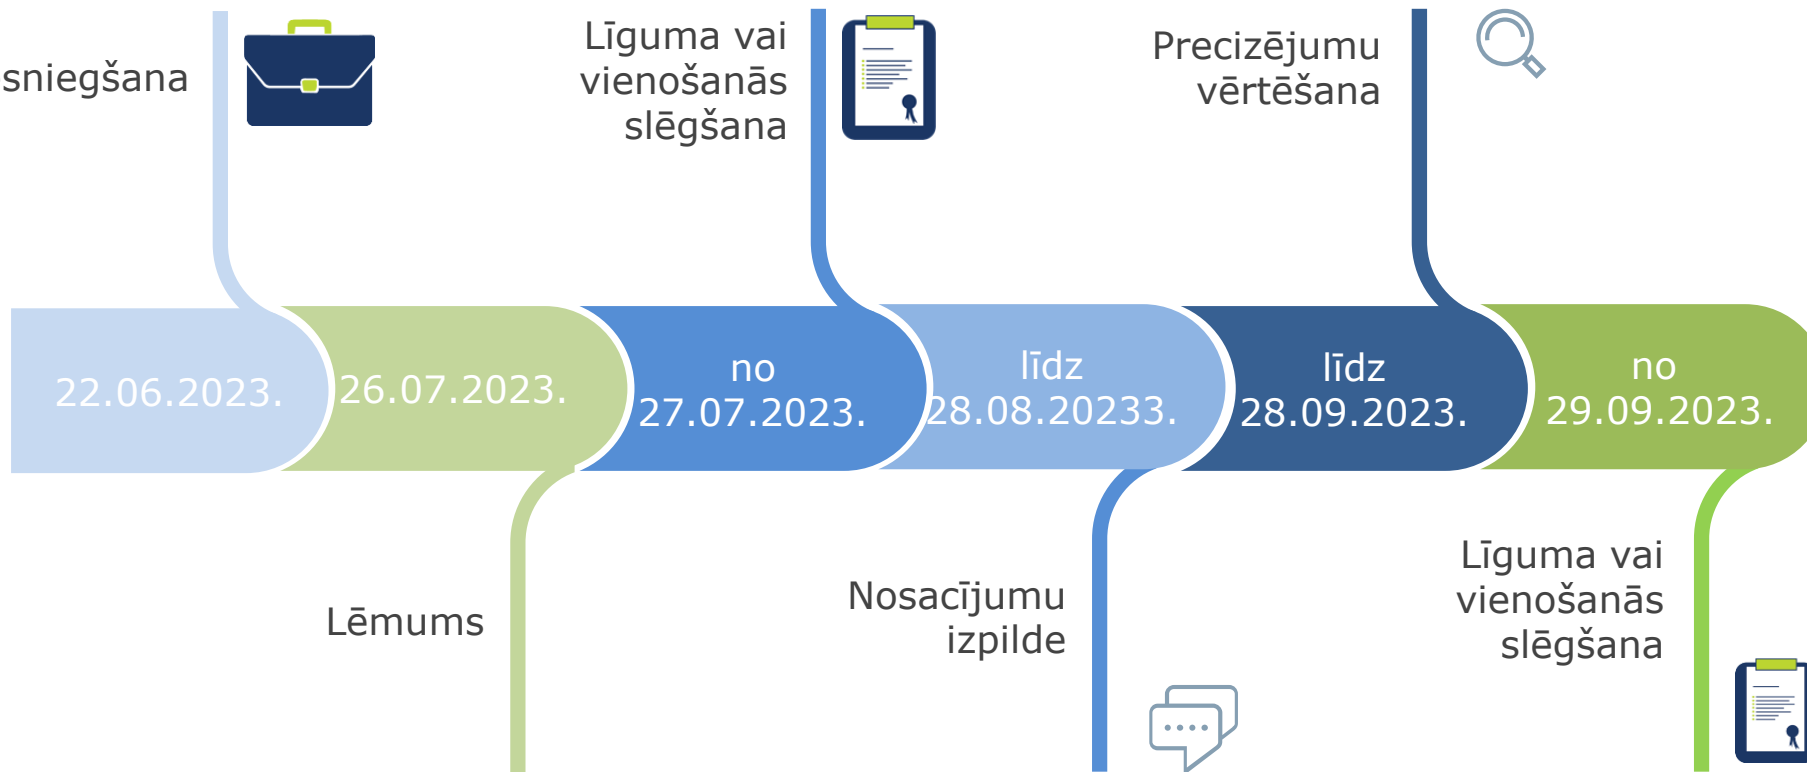 sniegšana
Līguma vai
vienošanās
slēgšana
Precizējumu
vērtēšana
22.06.2023.
26.07.2023.
no
27.07.2023.
līdz
28.08.20233.
līdz
28.09.2023.
no
29.09.2023.
Lēmums
Nosacījumu
izpilde
Līguma vai
vienošanās
slēgšana